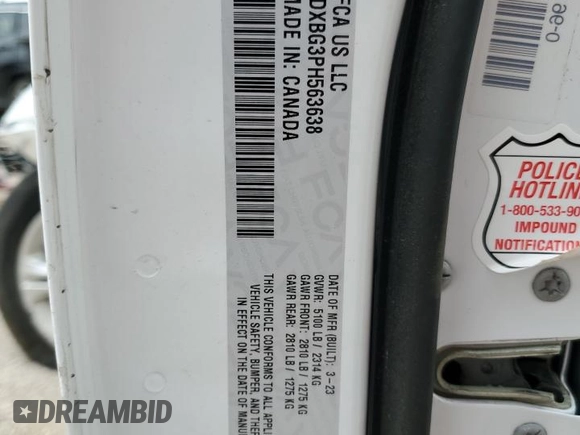 FCA US LLC
DXBG3PH563638
MADE IN: CANADA
DATE OF MFR (BUILT): 3-23
GVWR: 5100 LB / 2314 KG
GAWR FRONT: 2810 LB / 1275 KG
GAWR REAR: 2810 LB / 1275 KG
THIS VEHICLE CONFORMS TO ALL APPL
VEHICLE SAFETY, BUMPER, AND THEF
IN EFFECT ON THE DATE OF MANU
POLICE
HOTLIN
1-800-533-90
IMPOUND
NOTIFICATION
DREAMBID